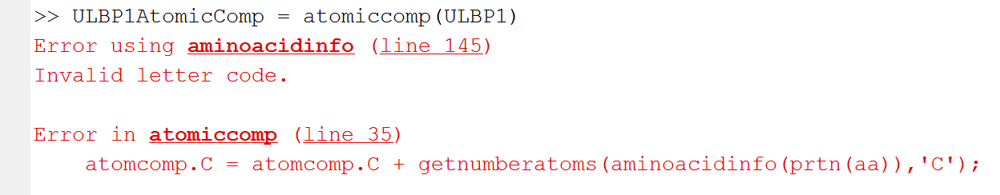 >> ULBP1AtomicComp = atomiccomp(ULBP1)
Error using aminoacidinfo (line 145)
Invalid letter code.
Error in atomiccomp (line 35)
atomcomp.C = atomcomp.C + getnumberatoms(aminoacidinfo(prtn(aa)),'C');